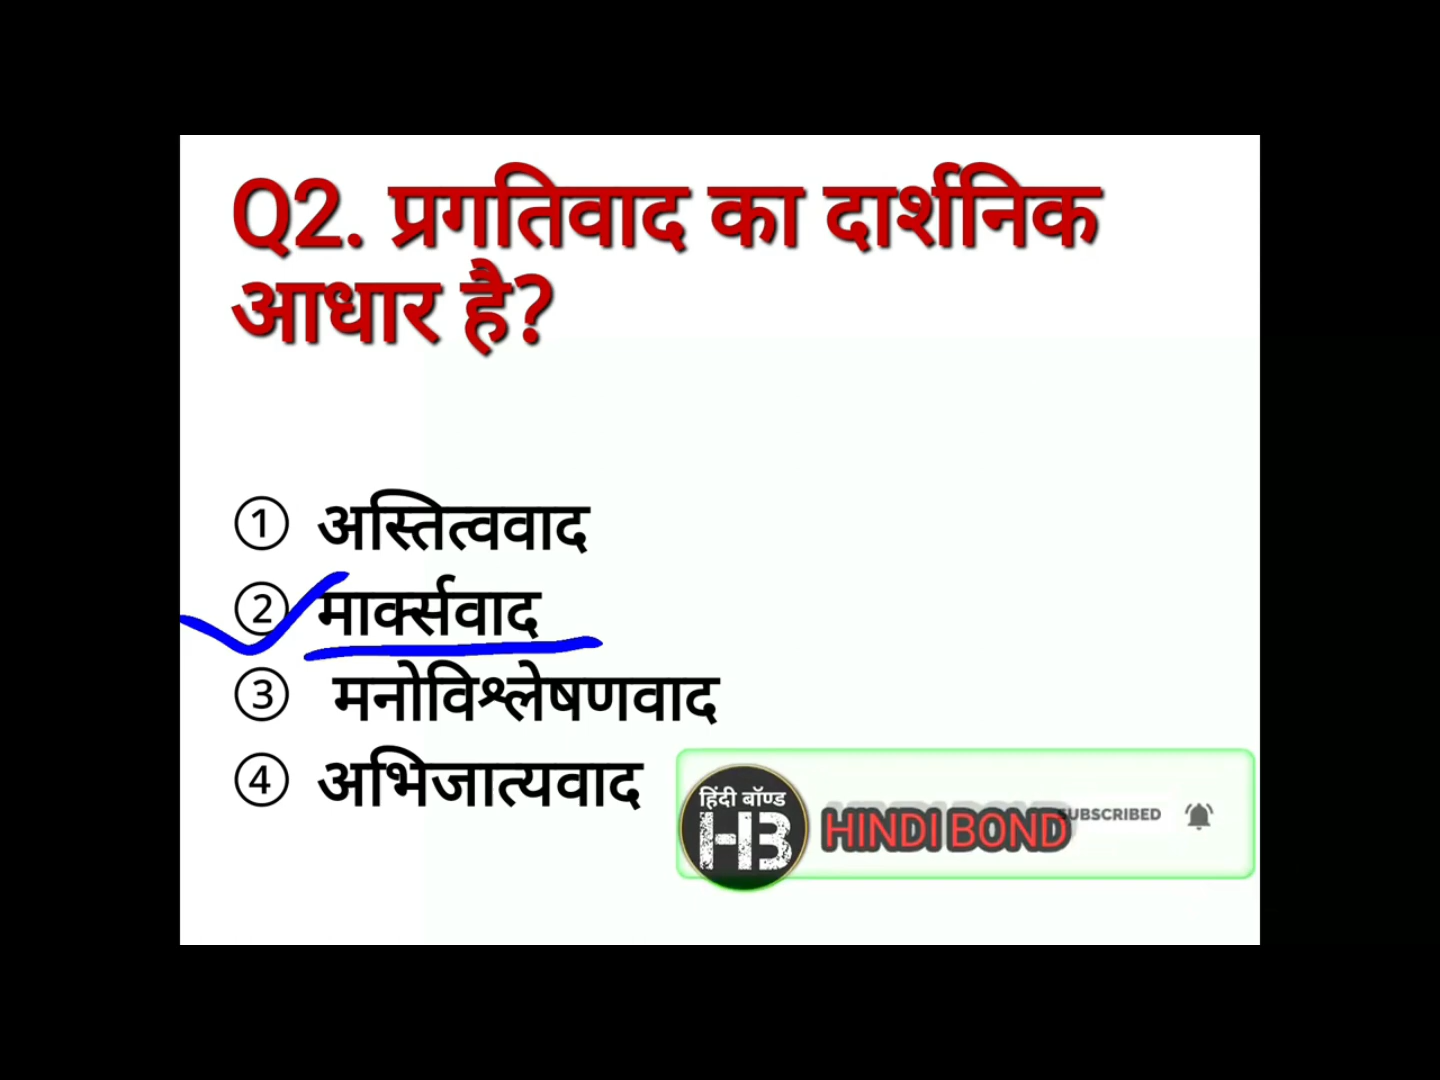 Q2. प्रगतिवाद का दार्शनिक
आधार है?
① अस्तित्ववाद
② मार्क्सवाद
③ मनोविश्लेषणवाद
④ अभिजात्यवाद
हिंदी बॉण्ड
HB
HINDI BOND
SUBSCRIBED